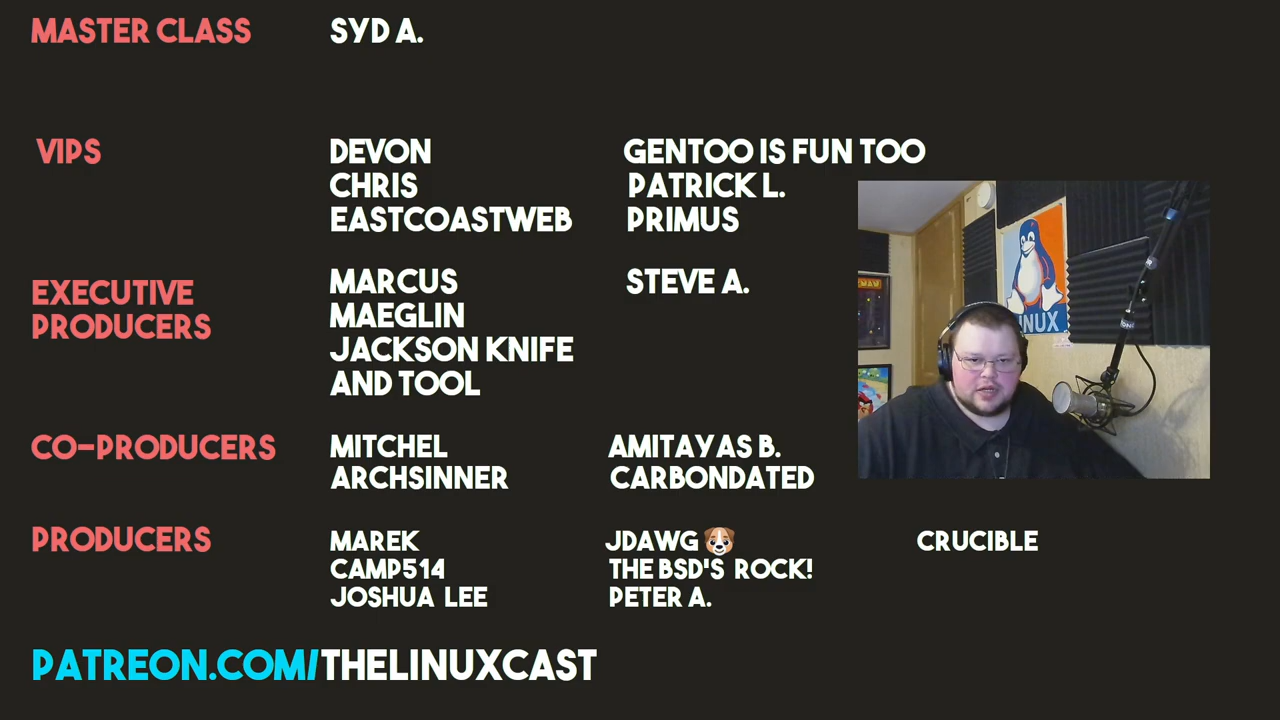 MASTER CLASS SYD A.
VIPS DEVON GENTOO IS FUN TOO
CHRIS PATRICK L.
EASTCOASTWEB PRIMUS
EXECUTIVE PRODUCERS
MARCUS STEVE A.
MAEGLIN
JACKSON KNIFE
AND TOOL
CO-PRODUCERS MITCHEL AMITAYAS B.
ARCHSINNER CARBONDATED
PRODUCERS MAREK JDAWG🐶 CRUCIBLE
CAMP514 THE BSD'S ROCK!
JOSHUA LEE PETER A.
PATREON.COM/THELINUXCAST
INUX